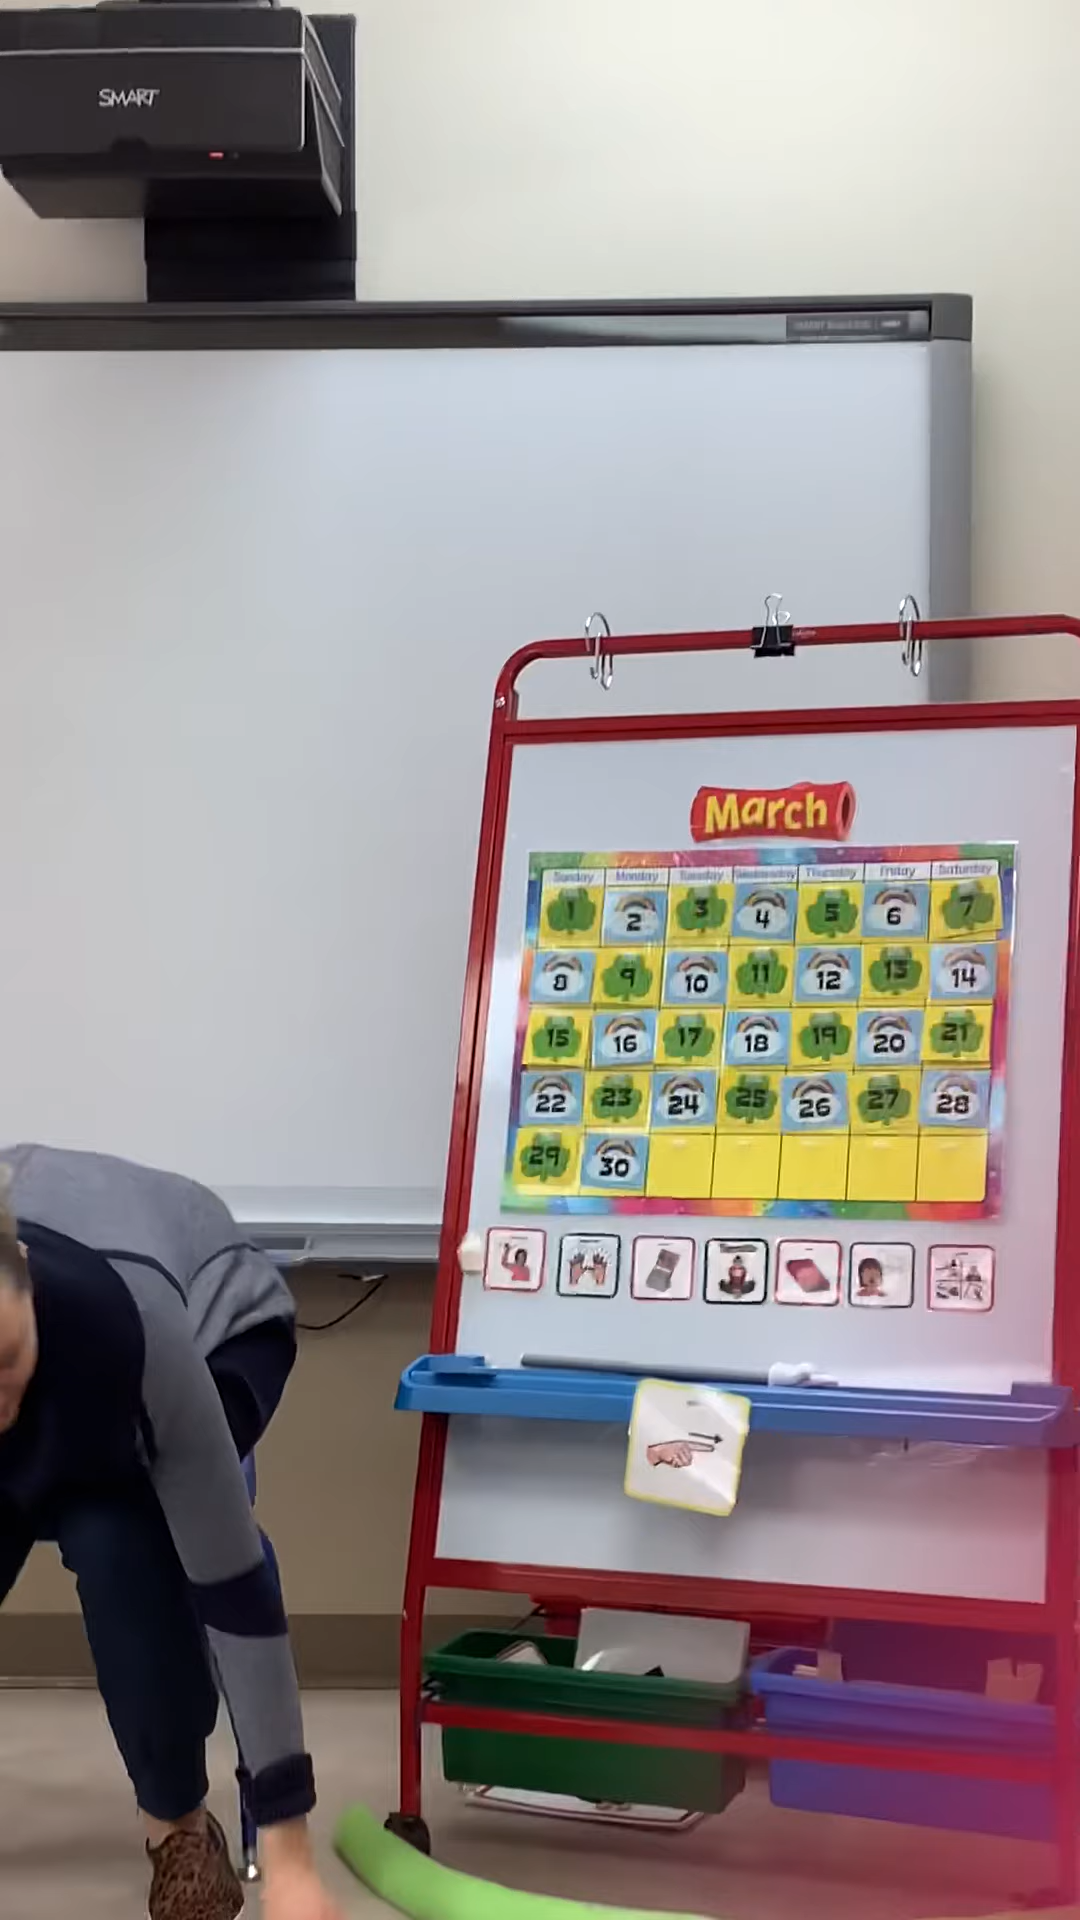 SMART
March
Sunday Monday Tuesday Wednesday Thursday Friday Saturday
1 2 3 4 5 6 7
8 9 10 11 12 13 14
15 16 17 18 19 20 21
22 23 24 25 26 27 28
29 30